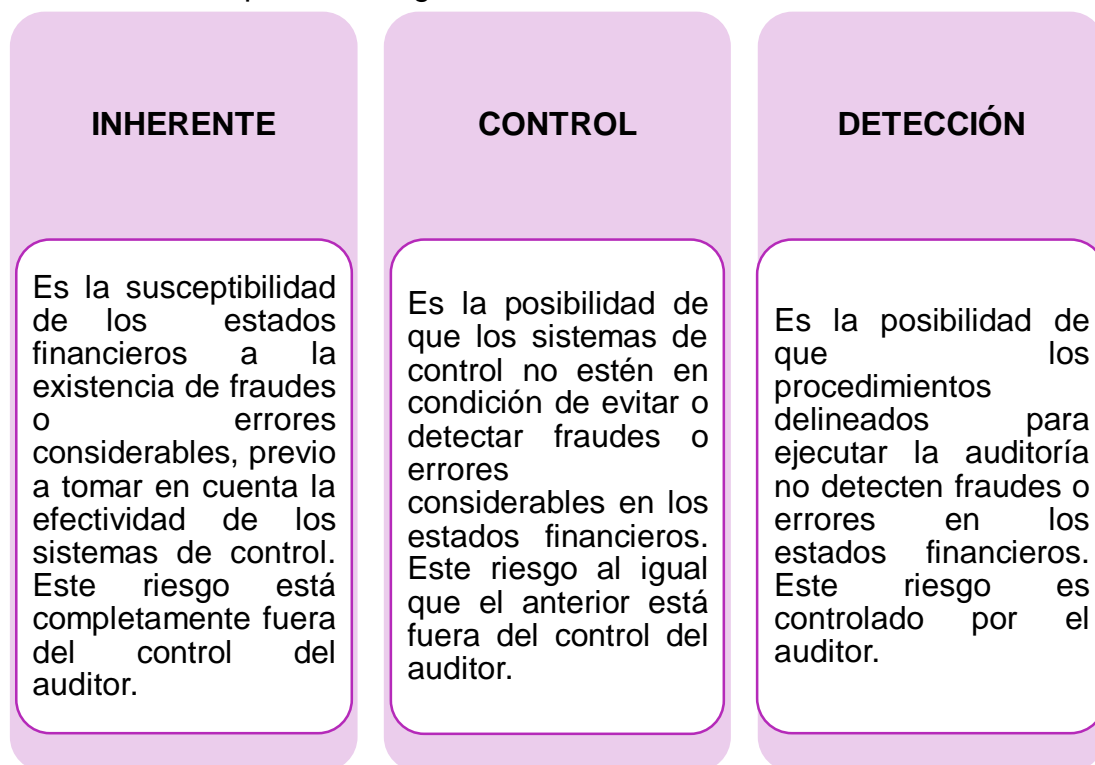 INHERENTE
Es la susceptibilidad
de los estados
financieros a la
existencia de fraudes
o errores
considerables, previo
a tomar en cuenta la
efectividad de los
sistemas de control.
Este riesgo está
completamente fuera
del control del
auditor.
CONTROL
Es la posibilidad de
que los sistemas de
control no estén en
condición de evitar o
detectar fraudes o
errores
considerables en los
estados financieros.
Este riesgo al igual
que el anterior está
fuera del control del
auditor.
DETECCIÓN
Es la posibilidad de
que los
procedimientos
delineados para
ejecutar la auditoría
no detecten fraudes o
errores en los
estados financieros.
Este riesgo es
controlado por el
auditor.